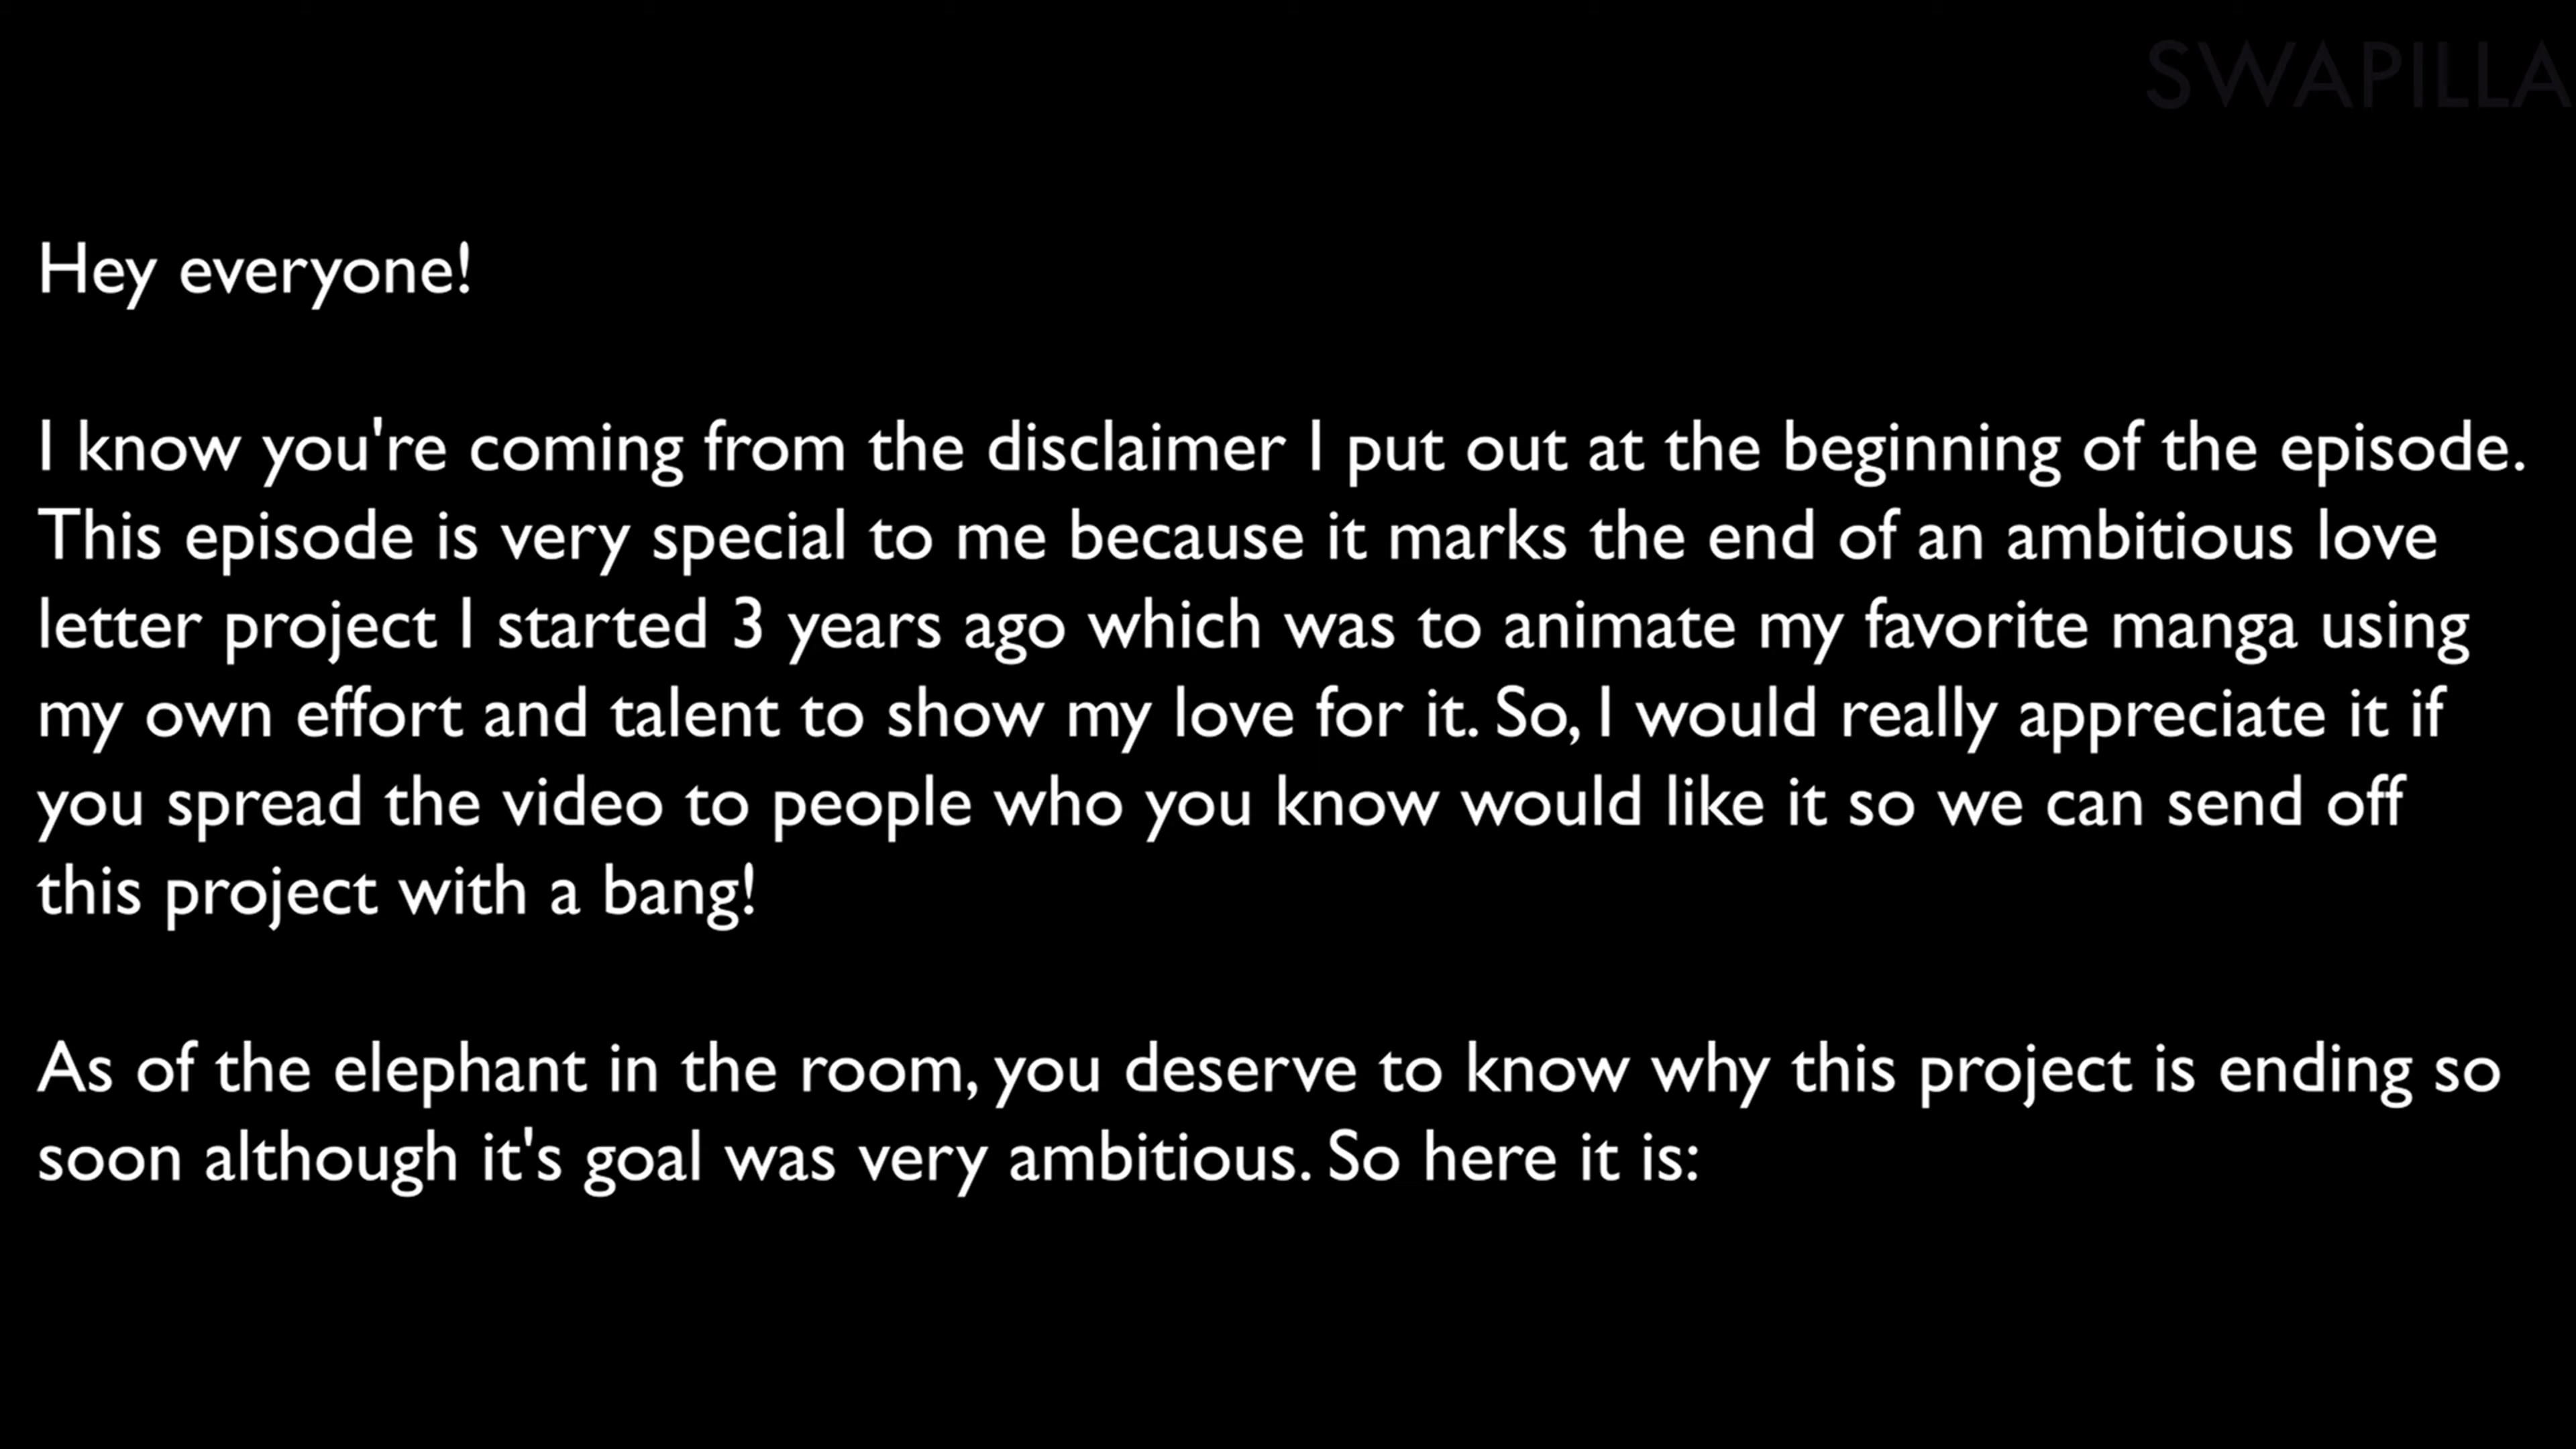 SWAPILLA
Hey everyone!
I know you're coming from the disclaimer I put out at the beginning of the episode.
This episode is very special to me because it marks the end of an ambitious love
letter project I started 3 years ago which was to animate my favorite manga using
my own effort and talent to show my love for it. So, I would really appreciate it if
you spread the video to people who you know would like it so we can send off
this project with a bang!
As of the elephant in the room, you deserve to know why this project is ending so
soon although it's goal was very ambitious. So here it is: